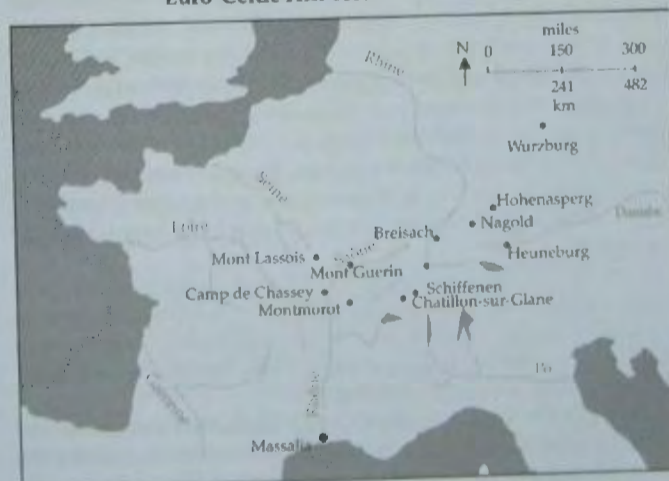 miles
N 0 150 300
241 482
km
Rhine
Wurzburg
Seine
Hohenasperg
Nagold
Danube
Loire
Breisach
Heuneburg
Mont Lassois
Mont Guerin
Camp de Chassey
Schiffenen
Chatillon-sur-Glane
Montmorot
Po
Garonne
Massalia